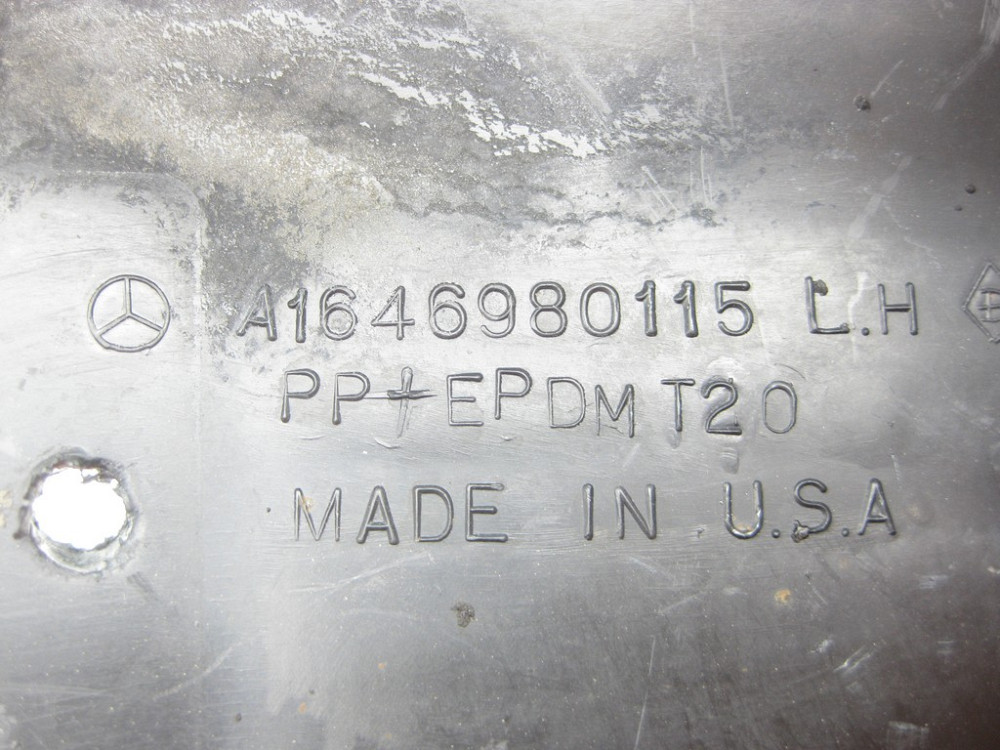 A1646980115 L.H
PP+EPDM T20
MADE IN U.S.A